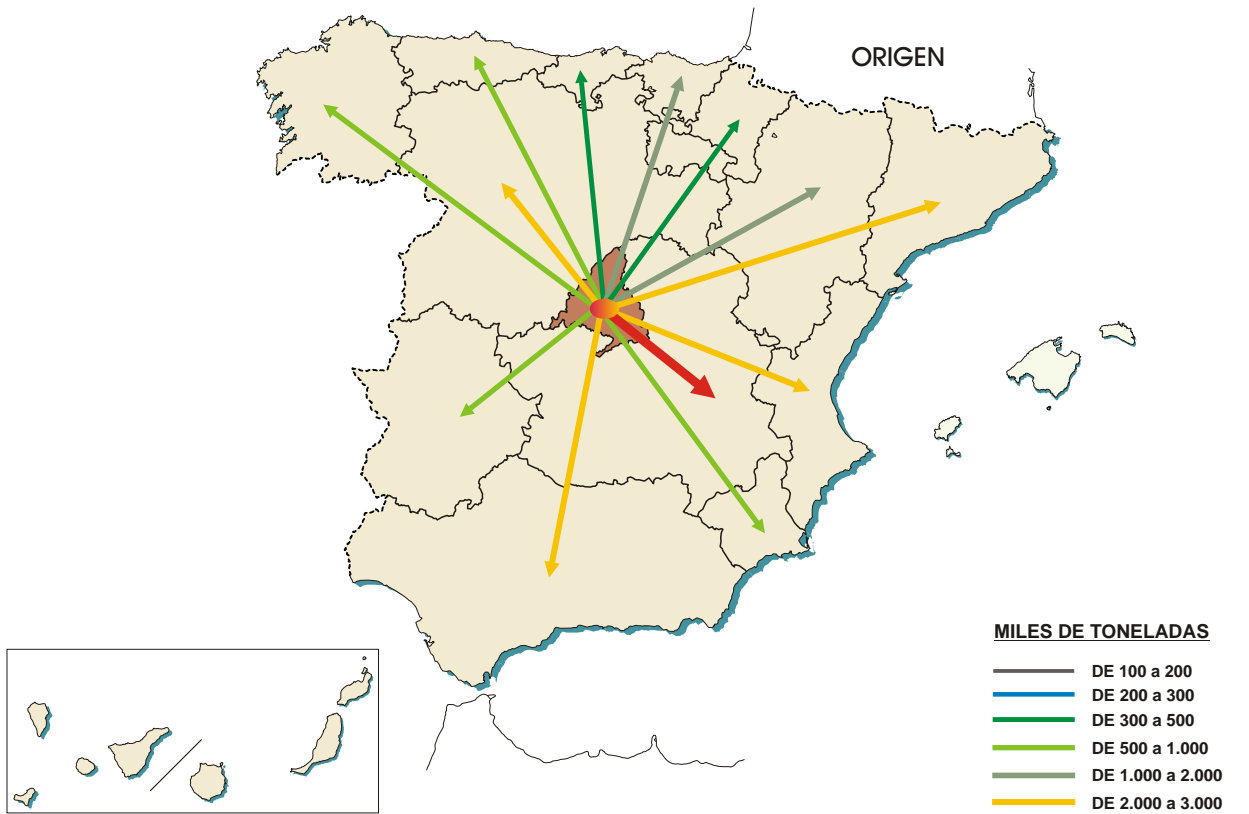 ORIGEN
MILES DE TONELADAS
DE 100 a 200
DE 200 a 300
DE 300 a 500
DE 500 a 1.000
DE 1.000 a 2.000
DE 2.000 a 3.000